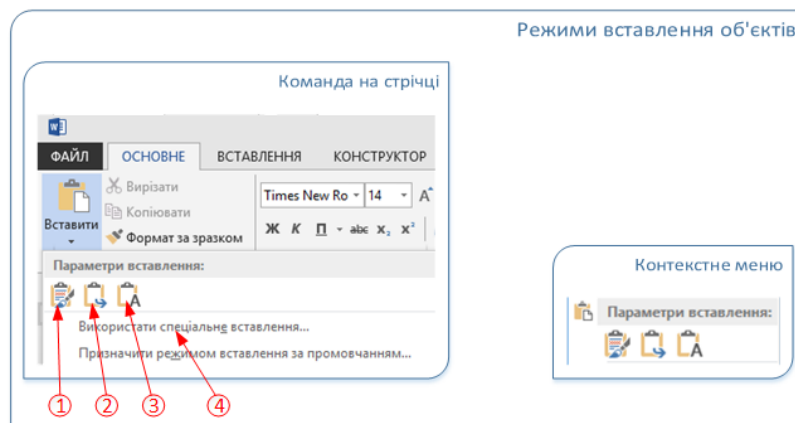 Режими вставлення об'єктів
Команда на стрічці
ФАЙЛ ОСНОВНЕ ВСТАВЛЕННЯ КОНСТРУКТОР
Вирізати
Копіювати
Вставити
Формат за зразком
Times New Ro 14 А
Ж К П abc x₂ x²
Параметри вставлення:
Використати спеціальне вставлення...
Призначити режимом вставлення за промовчанням...
① ② ③ ④
Контекстне меню
Параметри вставлення: